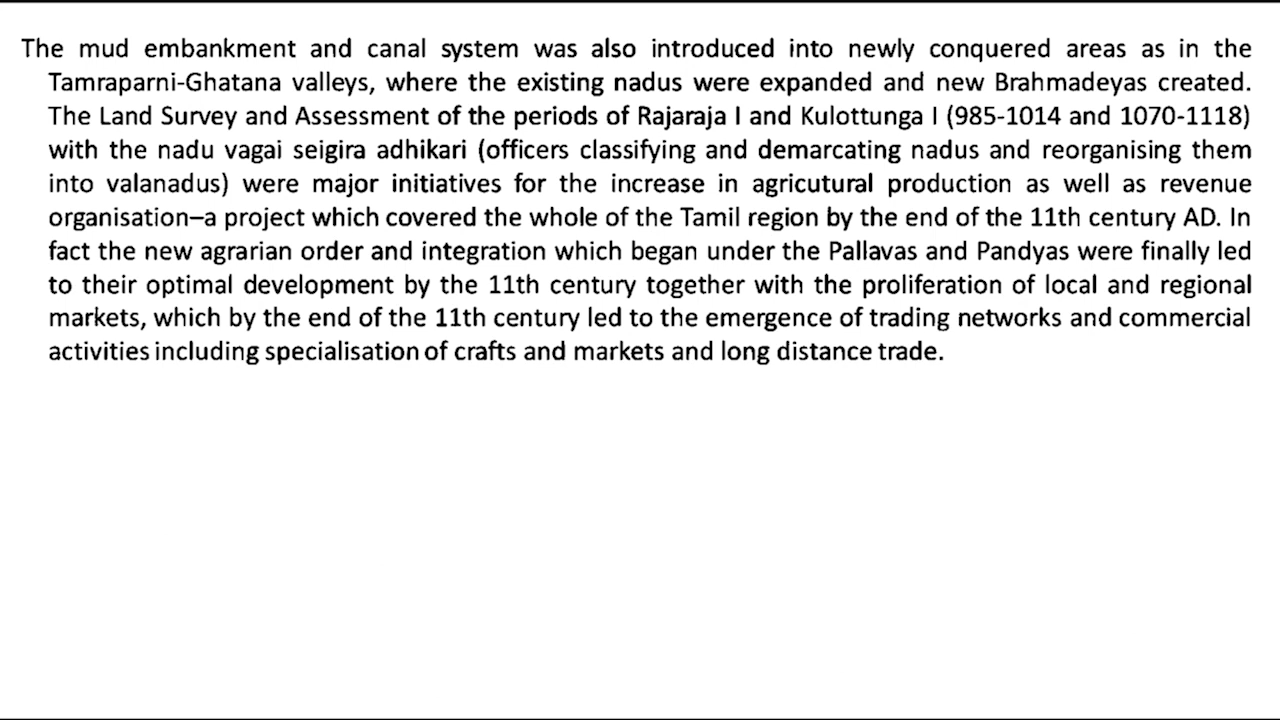 The mud embankment and canal system was also introduced into newly conquered areas as in the
Tamraparni-Ghatana valleys, where the existing nadus were expanded and new Brahmadeyas created.
The Land Survey and Assessment of the periods of Rajaraja I and Kulottunga I (985-1014 and 1070-1118)
with the nadu vagai seigira adhikari (officers classifying and demarcating nadus and reorganising them
into valanadus) were major initiatives for the increase in agricutural production as well as revenue
organisation–a project which covered the whole of the Tamil region by the end of the 11th century AD. In
fact the new agrarian order and integration which began under the Pallavas and Pandyas were finally led
to their optimal development by the 11th century together with the proliferation of local and regional
markets, which by the end of the 11th century led to the emergence of trading networks and commercial
activities including specialisation of crafts and markets and long distance trade.